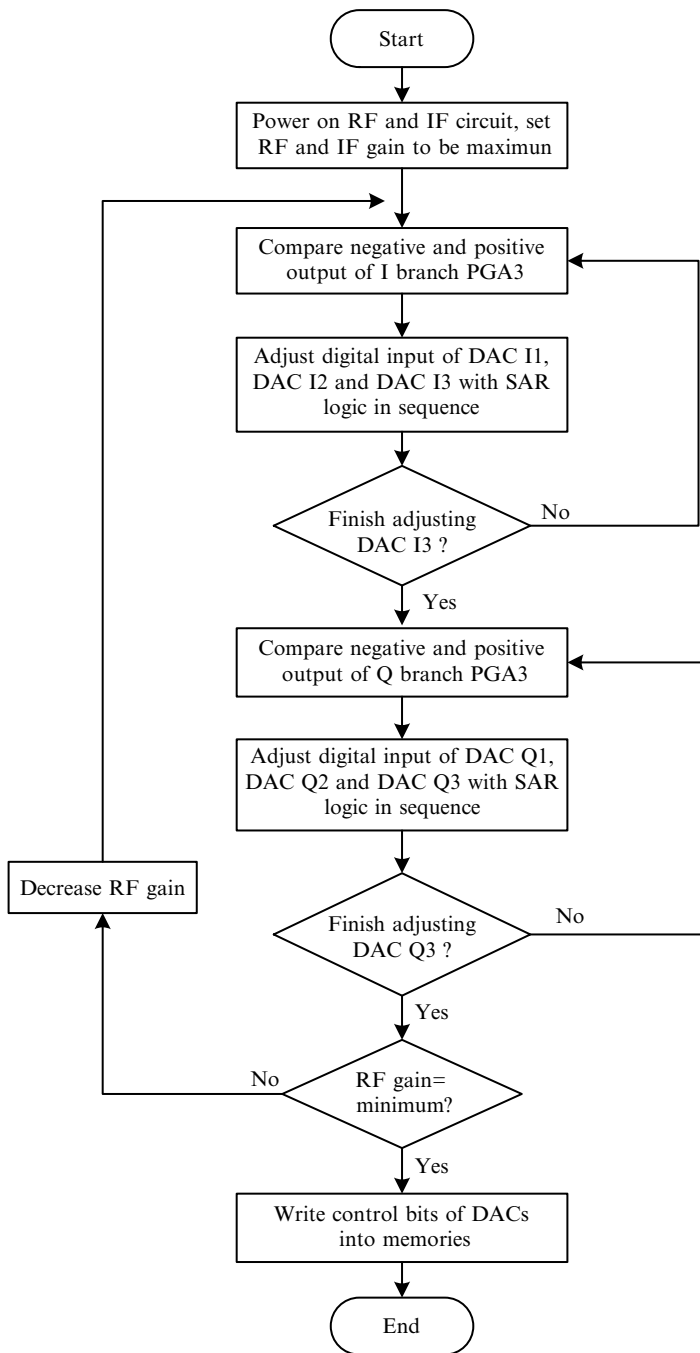 Start
Power on RF and IF circuit, set
RF and IF gain to be maximun
Compare negative and positive
output of I branch PGA3
Adjust digital input of DAC I1,
DAC I2 and DAC I3 with SAR
logic in sequence
Finish adjusting
DAC I3 ?
No
Yes
Compare negative and positive
output of Q branch PGA3
Adjust digital input of DAC Q1,
DAC Q2 and DAC Q3 with SAR
logic in sequence
Decrease RF gain
Finish adjusting
DAC Q3 ?
No
Yes
RF gain=
minimum?
No
Yes
Write control bits of DACs
into memories
End